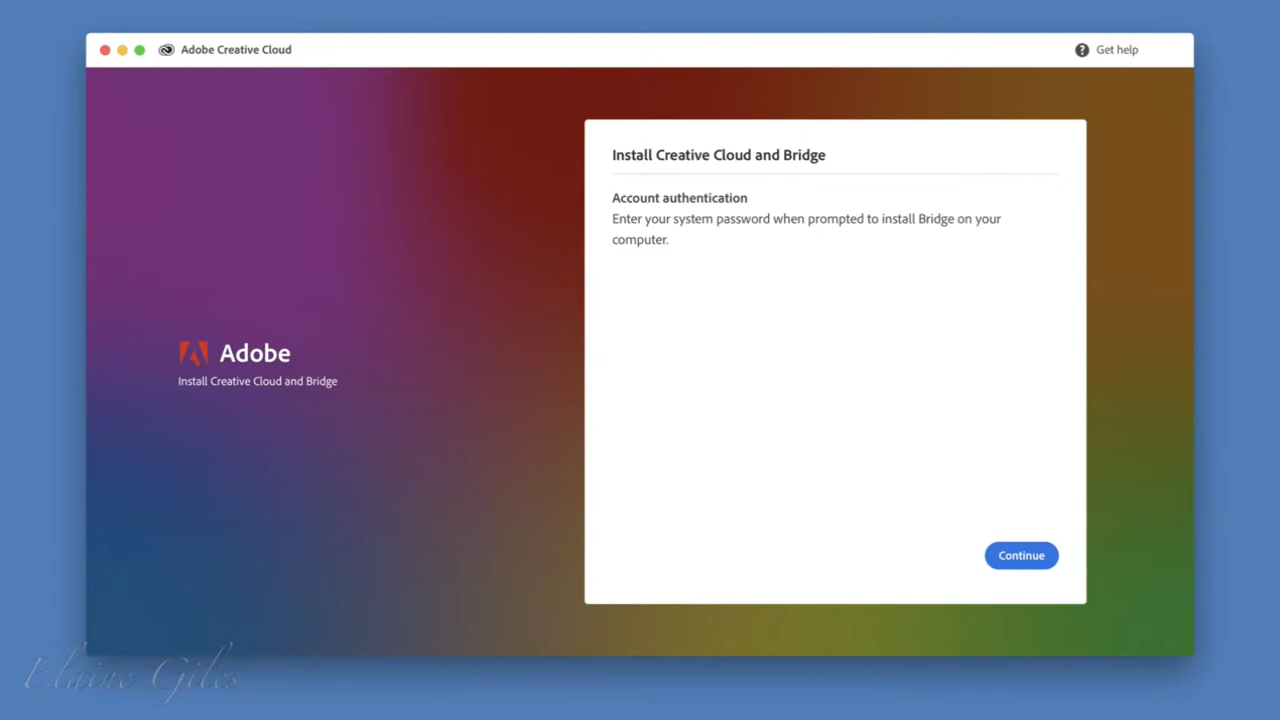 Adobe Creative Cloud
Get help
Install Creative Cloud and Bridge
Account authentication
Enter your system password when prompted to install Bridge on your
computer.
Adobe
Install Creative Cloud and Bridge
Continue
Elaine Giles